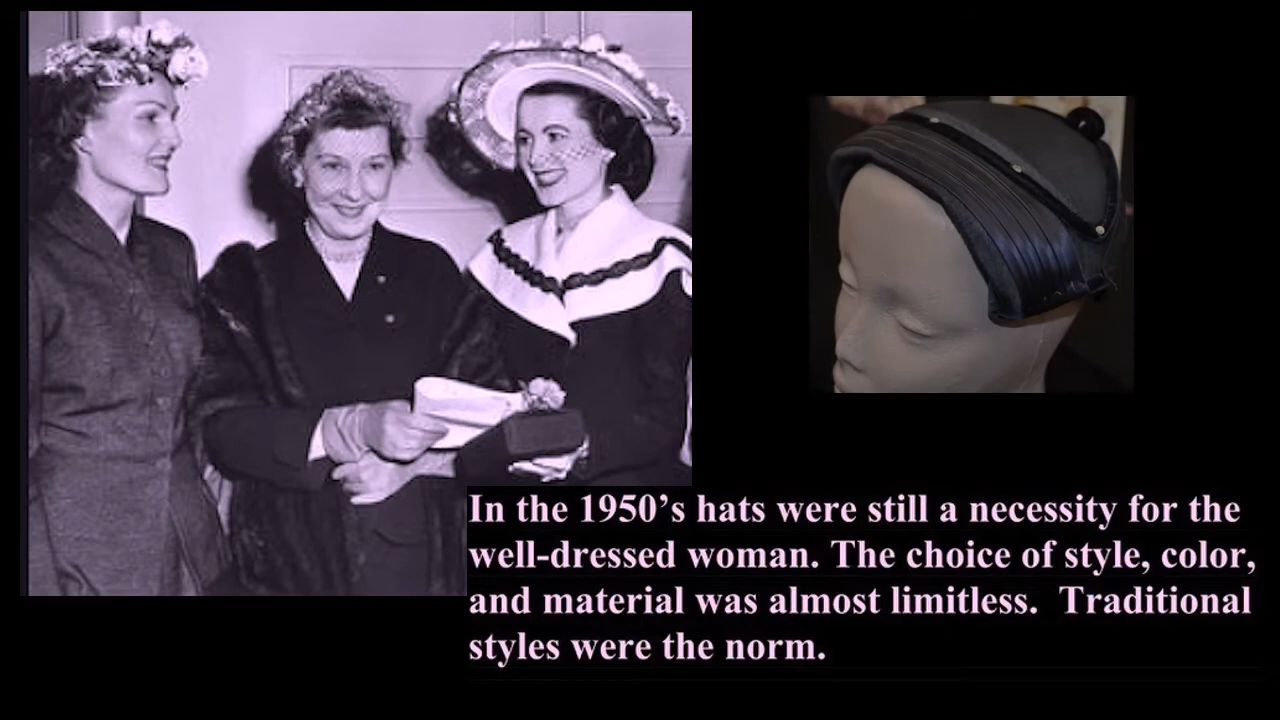 In the 1950’s hats were still a necessity for the
well-dressed woman. The choice of style, color,
and material was almost limitless.  Traditional
styles were the norm.